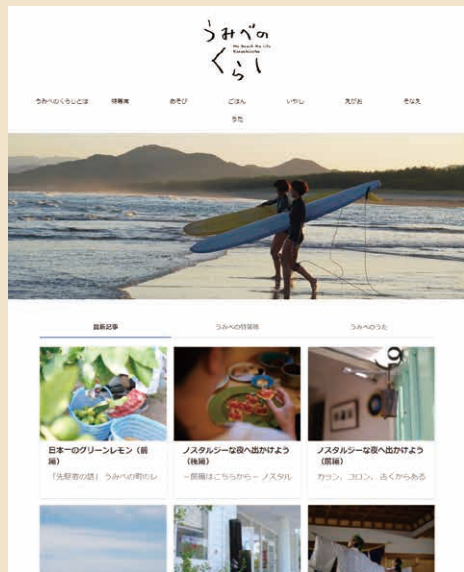 うみべの
くらし
No Beach No Life
Kuroshiocho
うみべのくらしとは
特等席
あそび
ごはん
いやし
えがお
そなえ
うた
最新記事
うみべの特等席
うみべのうた
日本一のグリーンレモン（前
編）
「先駆者の話」 うみべの町のレ
ノスタルジーな夜へ出かけよう
（後編）
－前編はこちらから－ ノスタル
ノスタルジーな夜へ出かけよう
（前編）
カラン、コロン、 古くからある